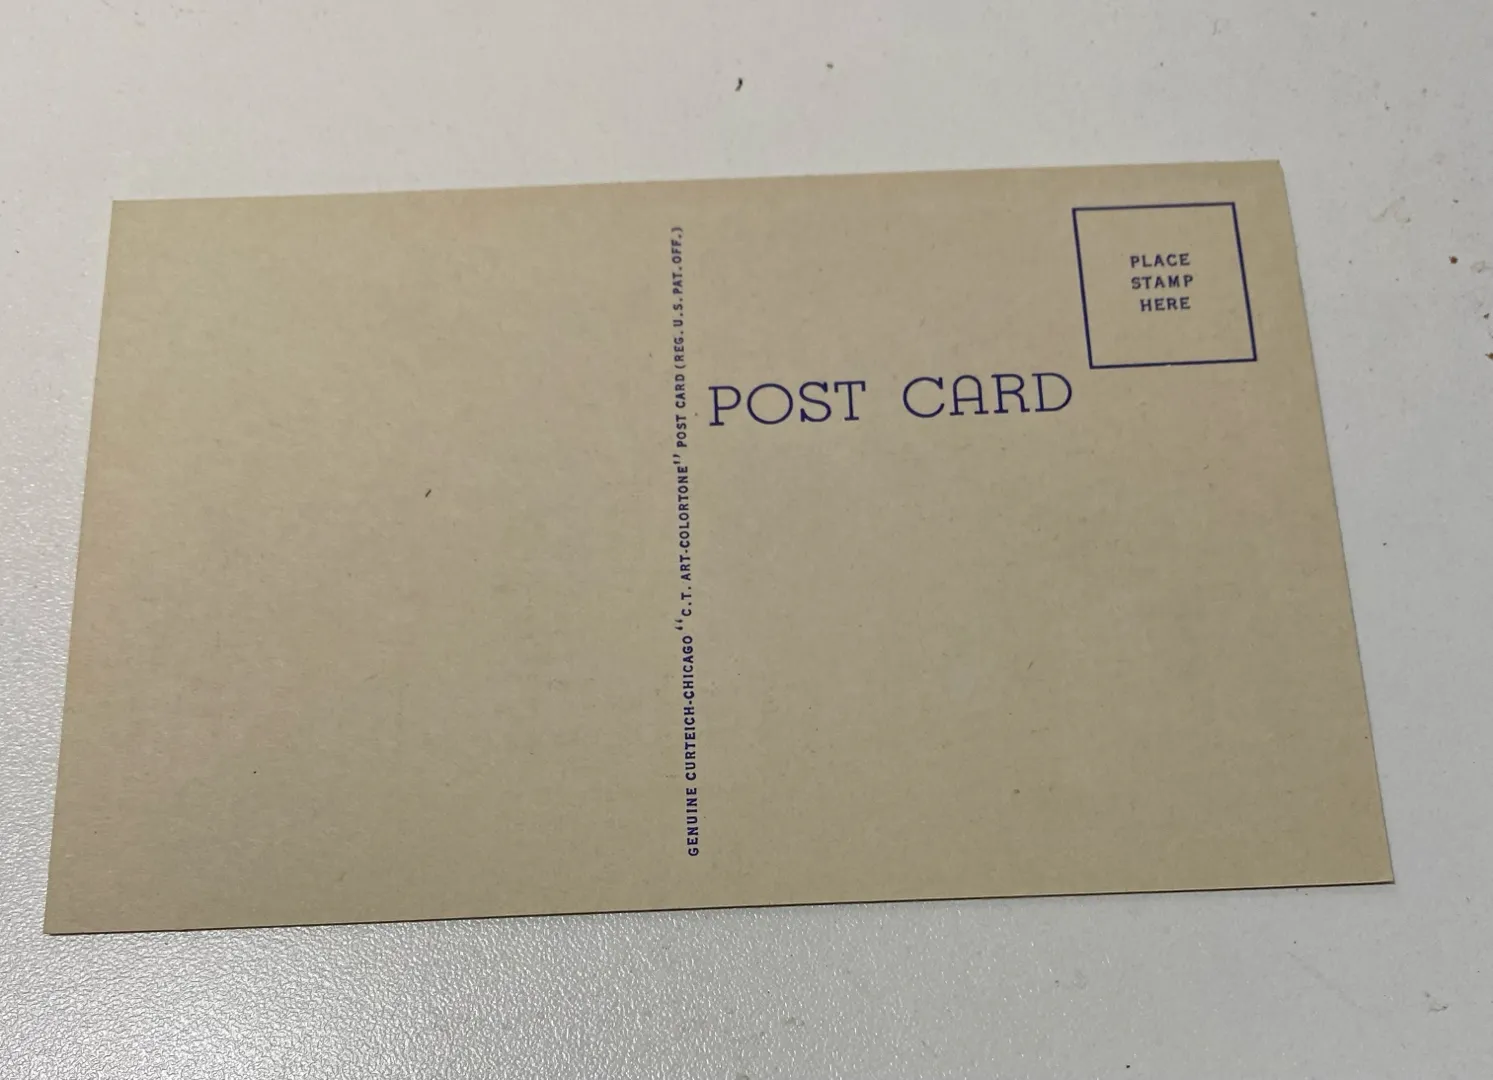 GENUINE CURTEICH-CHICAGO "C.T. ART-COLORTONE" POST CARD (REG. U.S. PAT. OFF.)
PLACE
STAMP
HERE
POST CARD